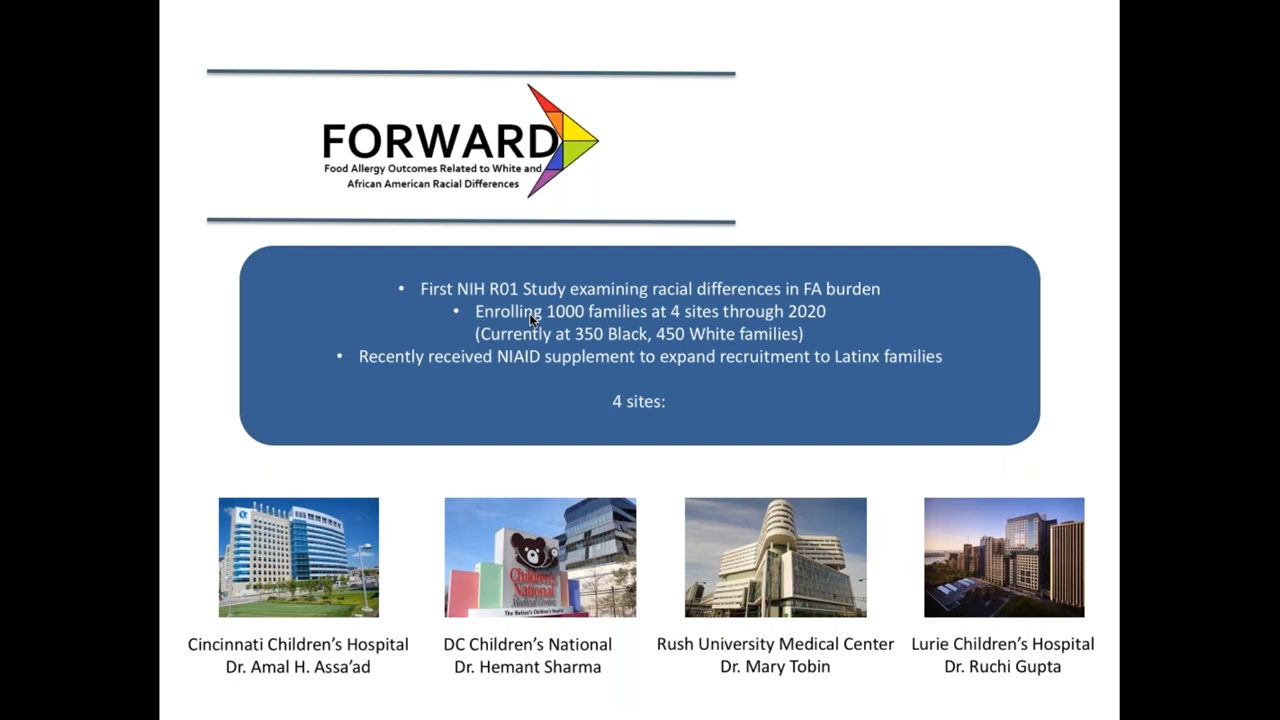 FORWARD
Food Allergy Outcomes Related to White and
African American Racial Differences
• First NIH R01 Study examining racial differences in FA burden
• Enrolling 1000 families at 4 sites through 2020
(Currently at 350 Black, 450 White families)
• Recently received NIAID supplement to expand recruitment to Latinx families
4 sites:
Children's
National
Medical Center
The Nation's Children's Hospital
Cincinnati Children's Hospital
Dr. Amal H. Assa'ad
DC Children's National
Dr. Hemant Sharma
Rush University Medical Center
Dr. Mary Tobin
Lurie Children's Hospital
Dr. Ruchi Gupta